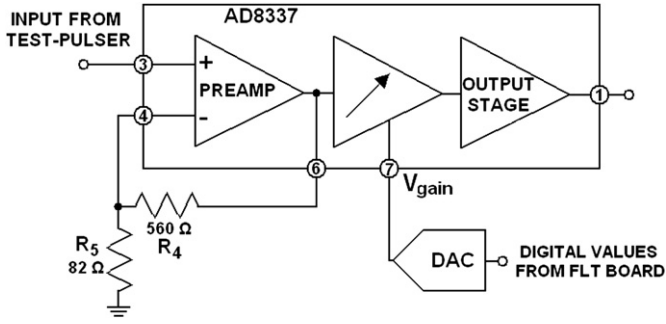 INPUT FROM
TEST-PULSER
AD8337
3
+
PREAMP
4
-
OUTPUT
STAGE
1
6
7
Vgain
560 Ω
R4
R5
82 Ω
DAC
DIGITAL VALUES
FROM FLT BOARD